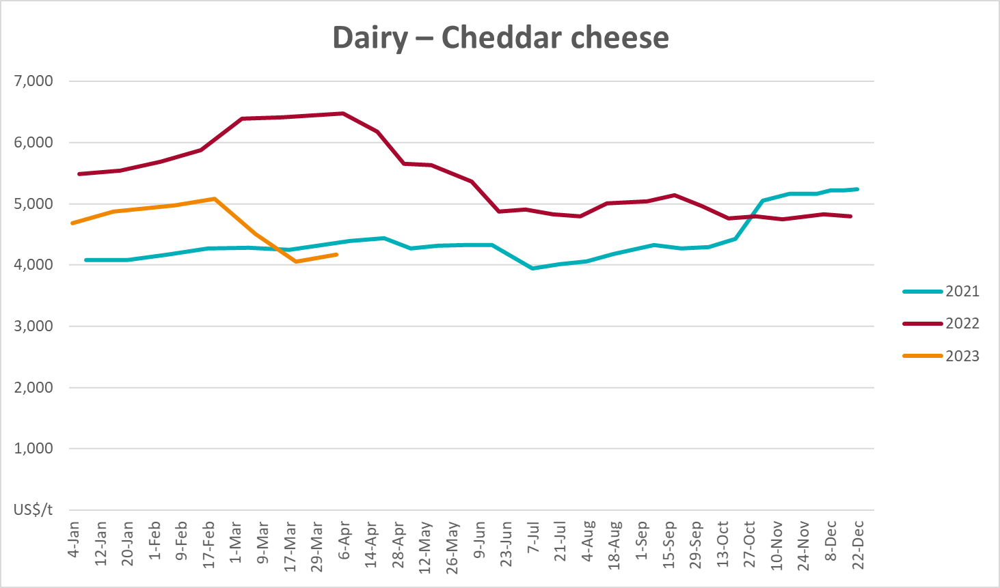 Dairy – Cheddar cheese
7,000
6,000
5,000
4,000
3,000
2,000
1,000
US$/t
4-Jan
12-Jan
20-Jan
1-Feb
9-Feb
17-Feb
1-Mar
9-Mar
17-Mar
29-Mar
6-Apr
14-Apr
28-Apr
12-May
26-May
9-Jun
23-Jun
7-Jul
21-Jul
4-Aug
18-Aug
1-Sep
15-Sep
29-Sep
13-Oct
27-Oct
10-Nov
24-Nov
8-Dec
22-Dec
2021
2022
2023